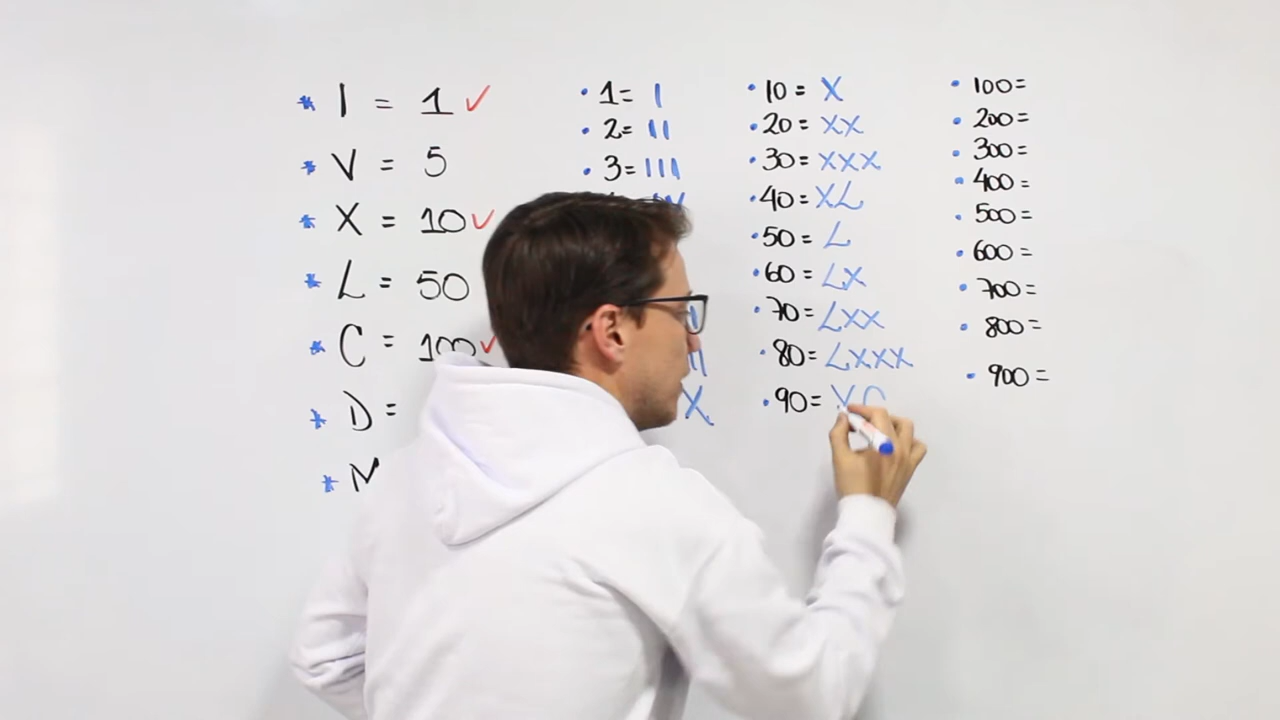 * I = 1 ✓
* V = 5
* X = 10 ✓
* L = 50
* C = 100 ✓
* D =
*
• 1 = I
• 2 = II
• 3 = III
X
• 10 = X
• 20 = XX
• 30 = XXX
• 40 = XL
• 50 = L
• 60 = LX
• 70 = LXX
• 80 = LXXX
• 90 = XC
• 100 =
• 200 =
• 300 =
• 400 =
• 500 =
• 600 =
• 700 =
• 800 =
• 900 =